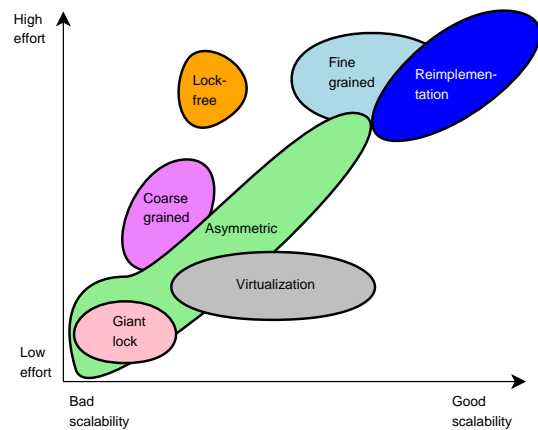 High
effort
Lock-
free
Fine
grained
Reimplemen-
tation
Coarse
grained
Asymmetric
Virtualization
Giant
lock
Low
effort
Bad
scalability
Good
scalability